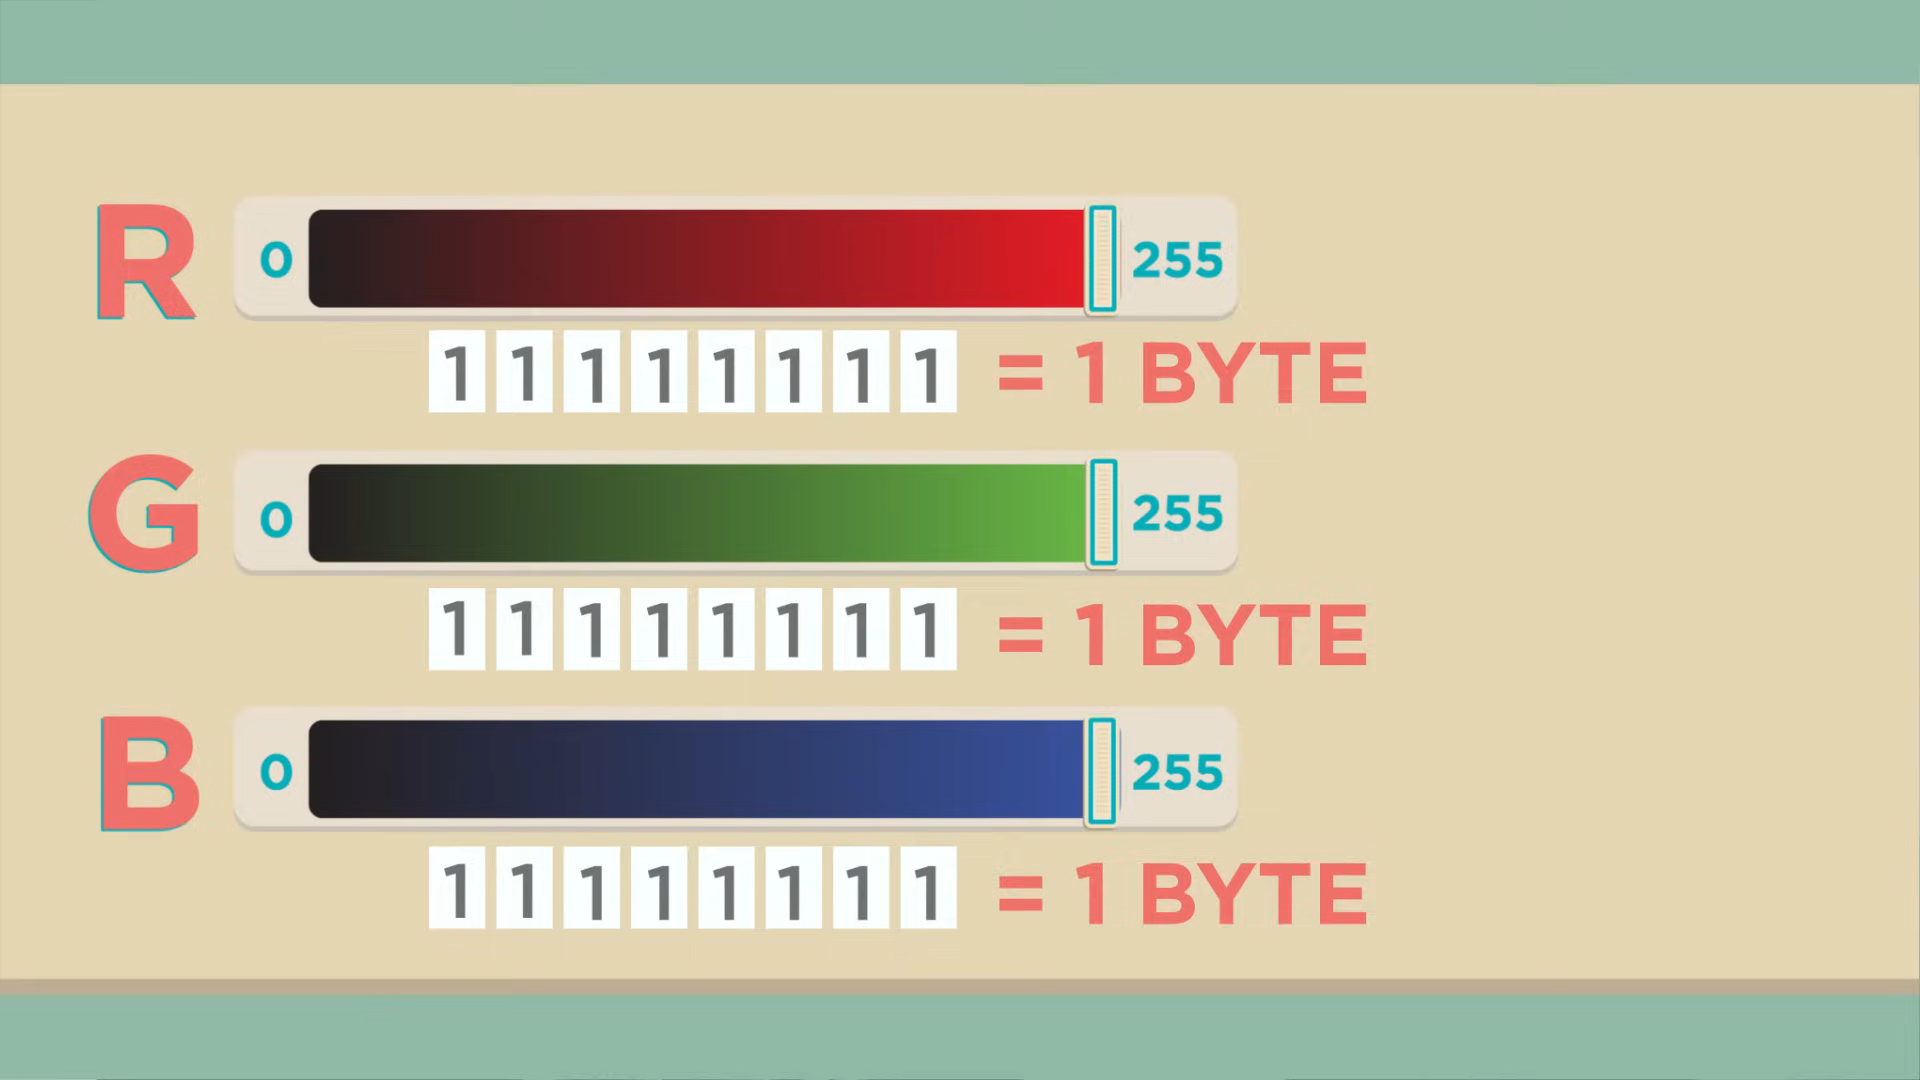 R 0 255
1 1 1 1 1 1 1 1 = 1 BYTE
G 0 255
1 1 1 1 1 1 1 1 = 1 BYTE
B 0 255
1 1 1 1 1 1 1 1 = 1 BYTE